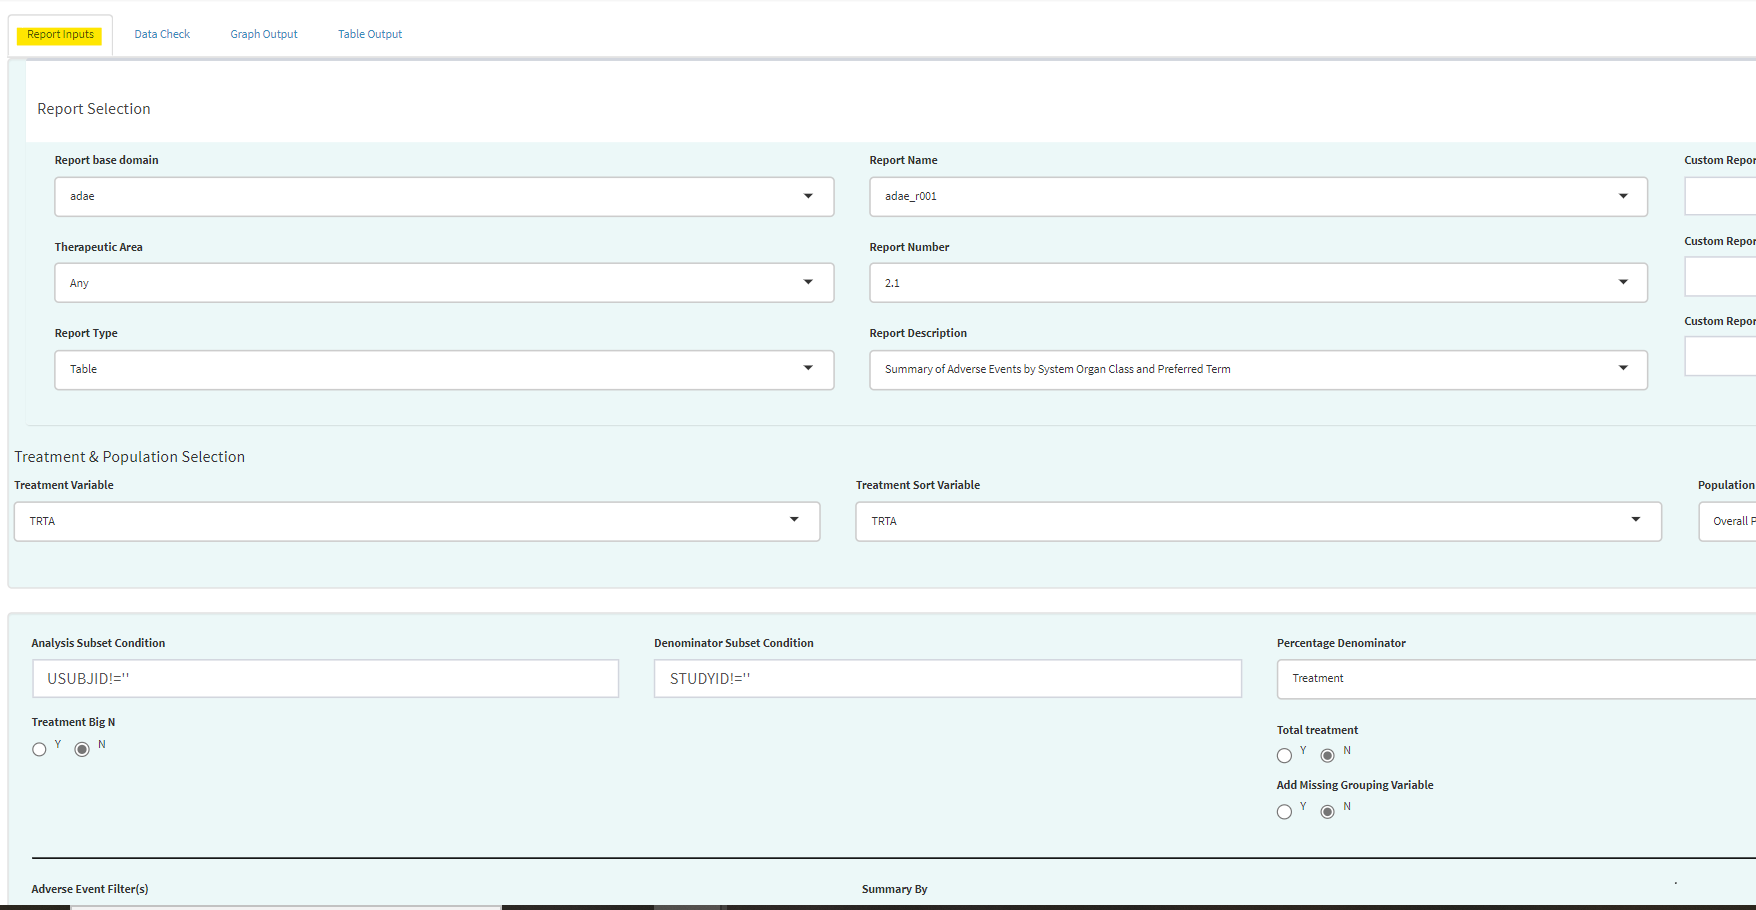 Report Inputs Data Check Graph Output Table Output
Report Selection
Report base domain Report Name Custom Repor
adae adae_r001
Therapeutic Area Report Number Custom Repor
Any 2.1
Report Type Report Description Custom Repor
Table Summary of Adverse Events by System Organ Class and Preferred Term
Treatment & Population Selection
Treatment Variable Treatment Sort Variable Population
TRTA TRTA Overall P
Analysis Subset Condition Denominator Subset Condition Percentage Denominator
USUBJID!='' STUDYID!='' Treatment
Treatment Big N Total treatment
Y N Y N
Add Missing Grouping Variable
Y N
Adverse Event Filter(s) Summary By